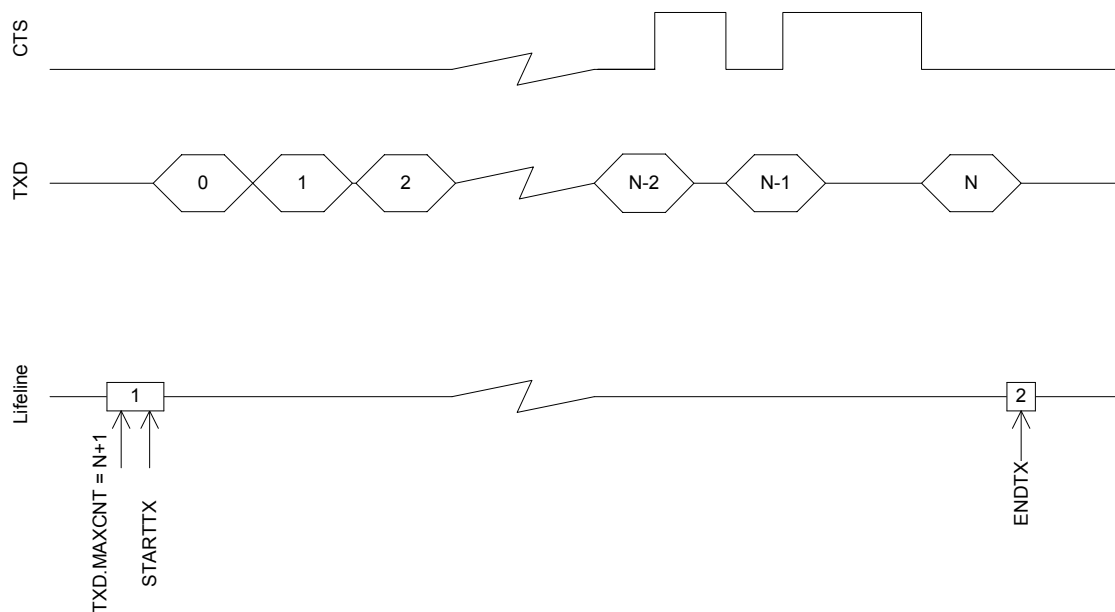 CTS
TXD
0
1
2
N-2
N-1
N
Lifeline
1
2
TXD.MAXCNT = N+1
STARTTX
ENDTX